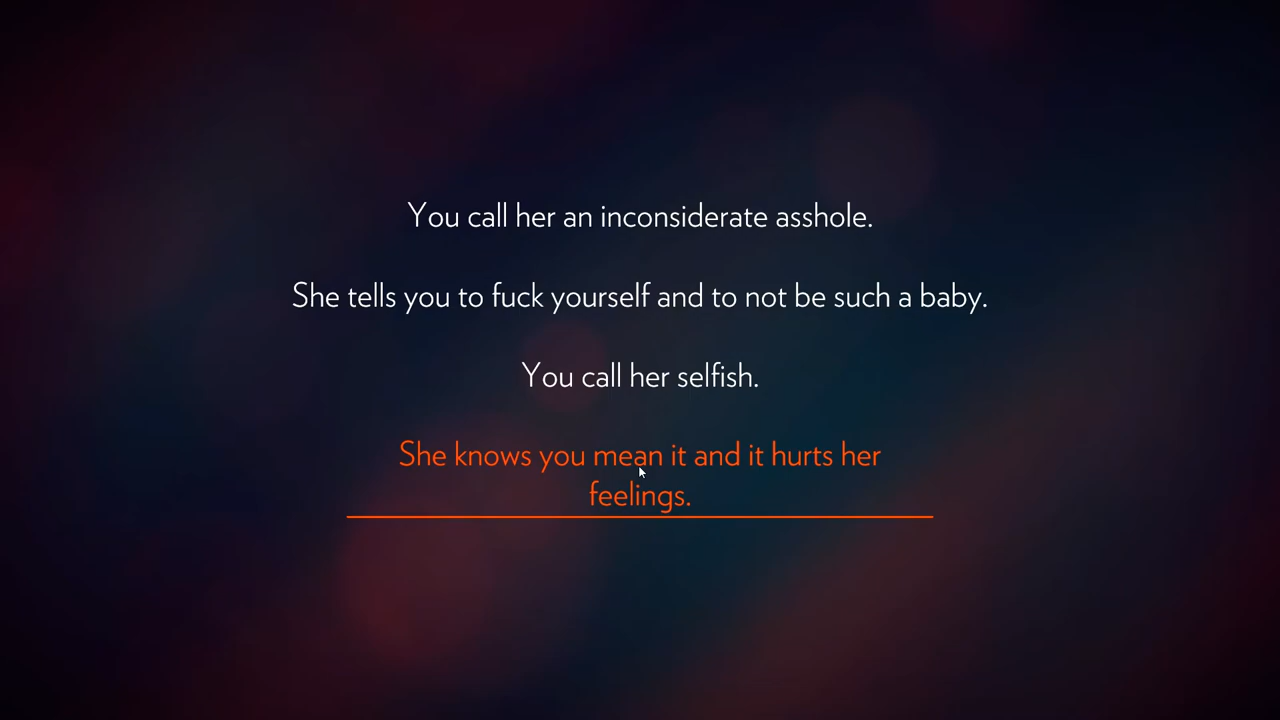 You call her an inconsiderate asshole.
She tells you to fuck yourself and to not be such a baby.
You call her selfish.
She knows you mean it and it hurts her
feelings.